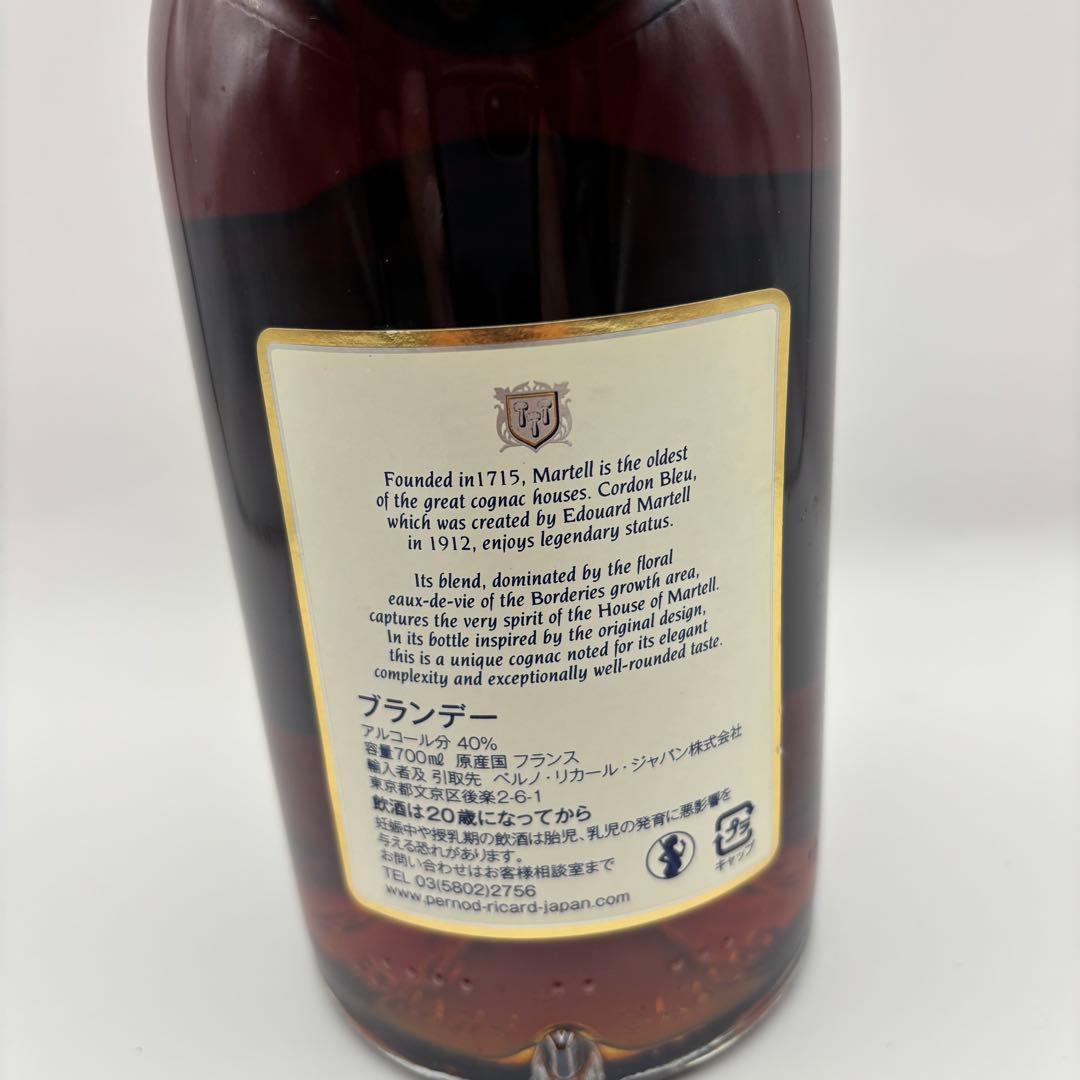 Founded in1715, Martell is the oldest
of the great cognac houses. Cordon Bleu,
which was created by Edouard Martell
in 1912, enjoys legendary status.
Its blend, dominated by the floral
eaux-de-vie of the Borderies growth area,
captures the very spirit of the House of Martell.
In its bottle inspired by the original design,
this is a unique cognac noted for its elegant
complexity and exceptionally well-rounded taste.
ブランデー
アルコール分 40%
容量700㎖ 原産国 フランス
輸入者及 引取先 ペルノ・リカール・ジャパン株式会社
東京都文京区後楽2-6-1
飲酒は20歳になってから
妊娠中や授乳期の飲酒は胎児、乳児の発育に悪影響を
与える恐れがあります。
お問い合わせはお客様相談室まで
TEL 03(5802)2756
www.pernod-ricard-japan.com
プラ
キャップ